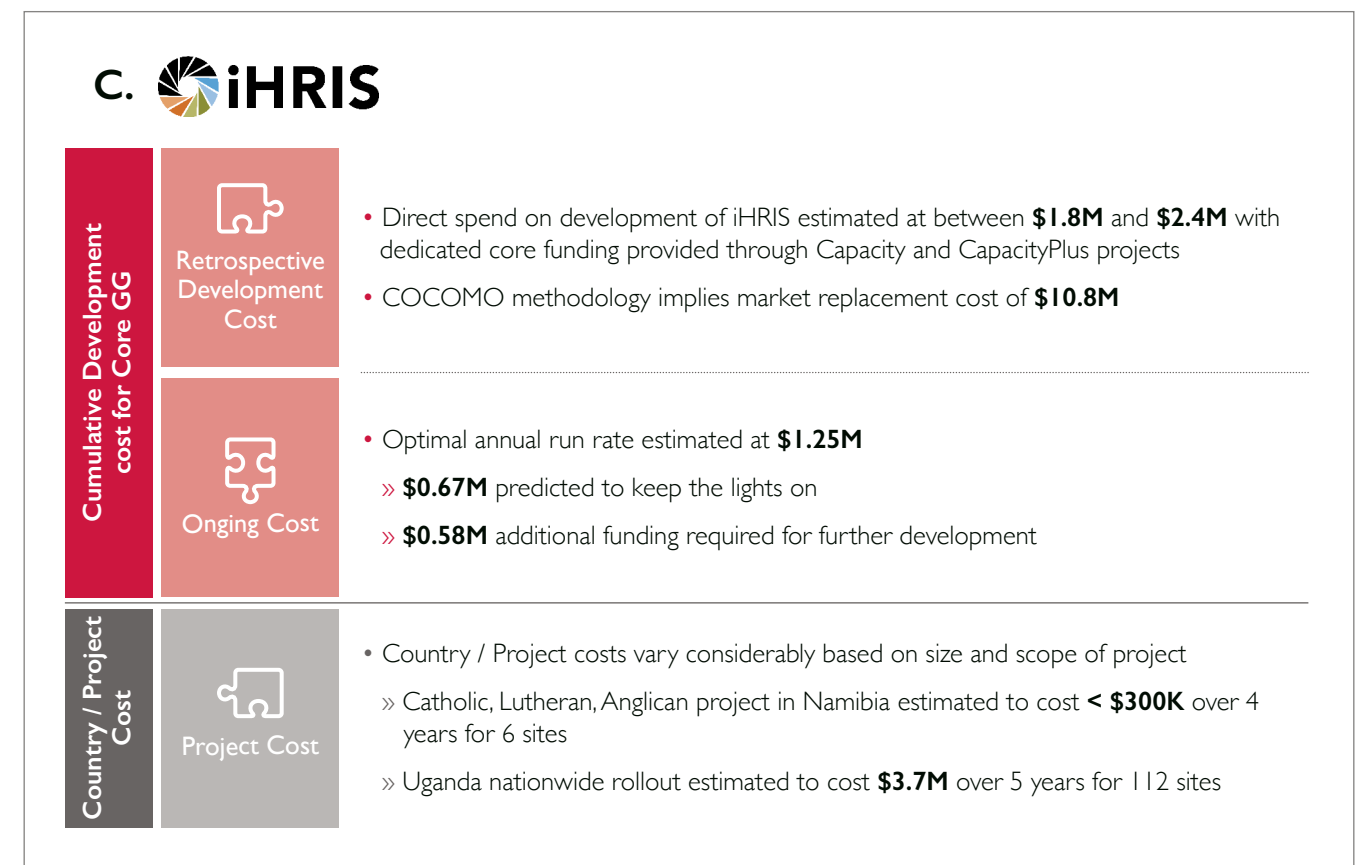 C. iHRIS
Cumulative Development
cost for Core GG
Retrospective
Development
Cost
• Direct spend on development of iHRIS estimated at between $1.8M and $2.4M with
dedicated core funding provided through Capacity and CapacityPlus projects
• COCOMO methodology implies market replacement cost of $10.8M
Onging Cost
• Optimal annual run rate estimated at $1.25M
» $0.67M predicted to keep the lights on
» $0.58M additional funding required for further development
Country / Project
Cost
Project Cost
• Country / Project costs vary considerably based on size and scope of project
» Catholic, Lutheran, Anglican project in Namibia estimated to cost < $300K over 4
years for 6 sites
» Uganda nationwide rollout estimated to cost $3.7M over 5 years for 112 sites